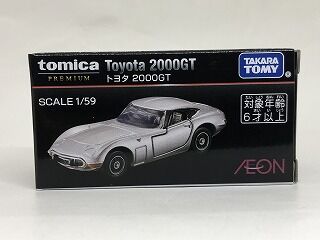 tomica Toyota 2000GT
PREMIUM トヨタ 2000GT
TAKARA
TOMY
SCALE 1/59
対象年齢
6才以上
ÆON